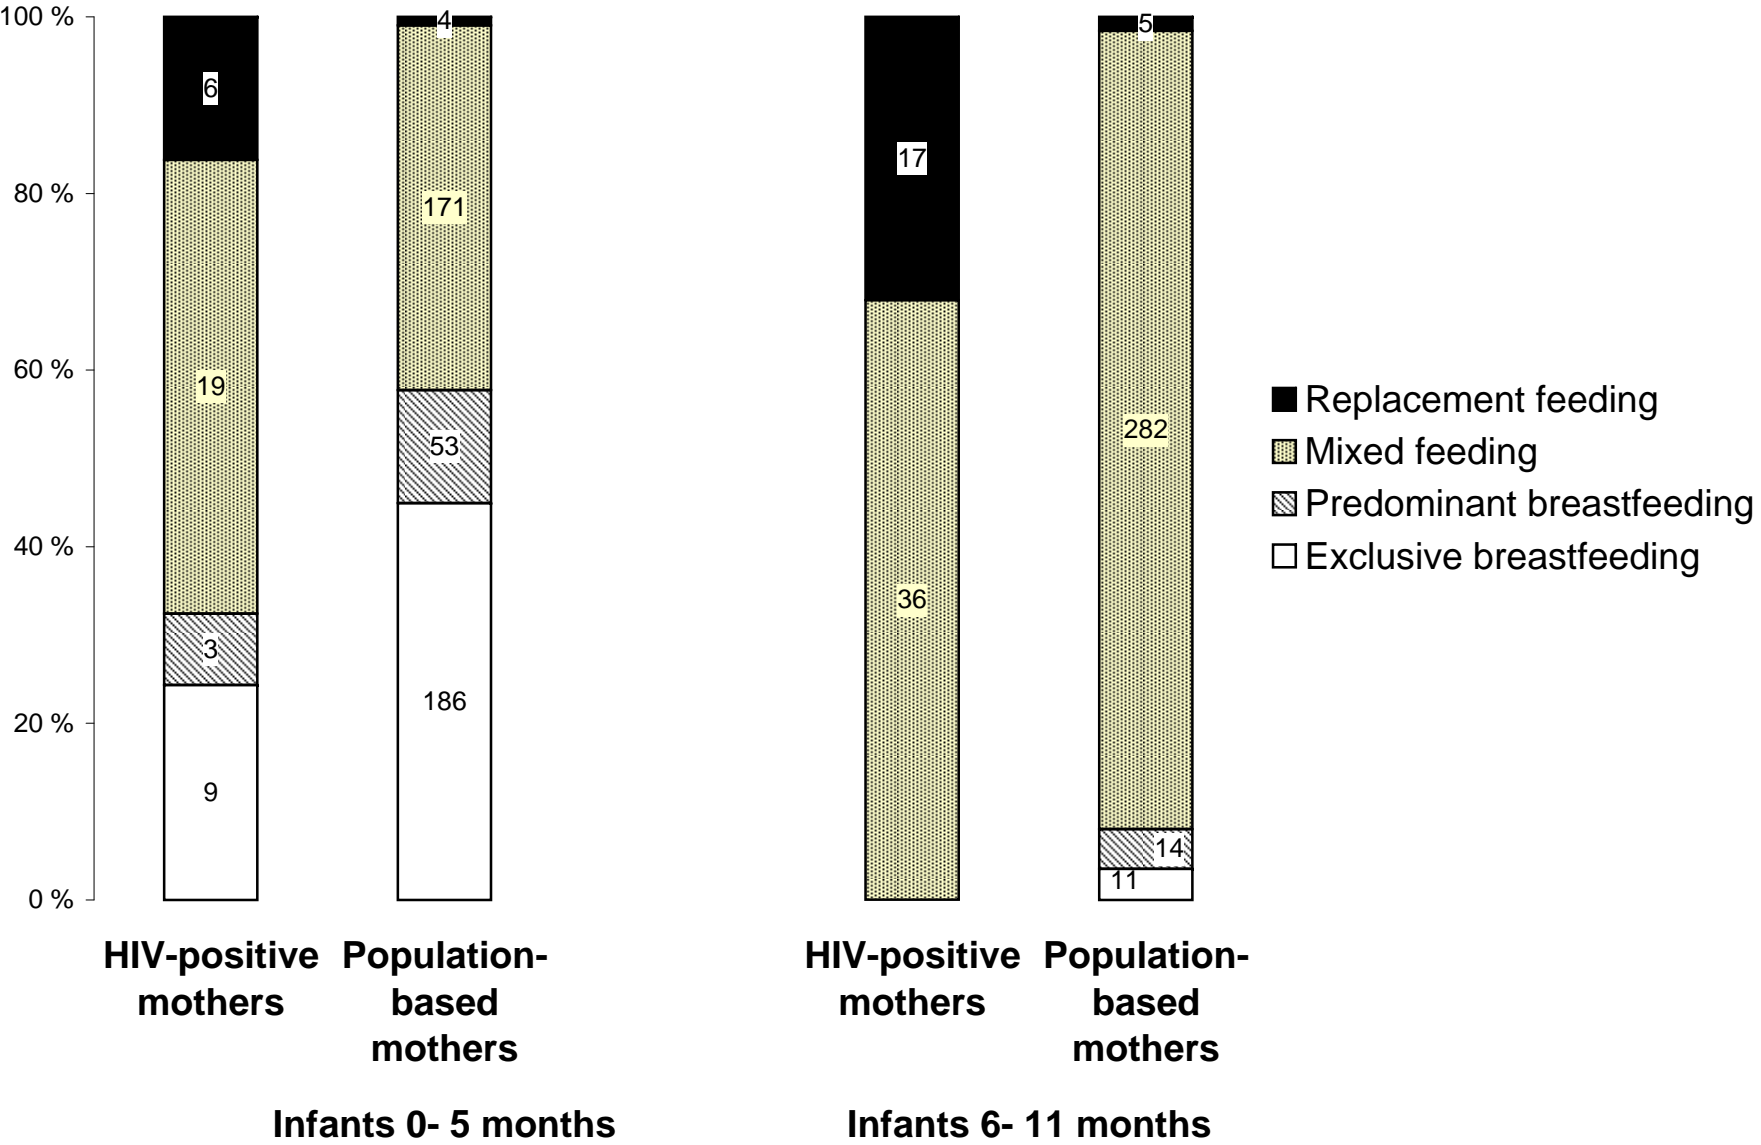 100 %
80 %
60 %
40 %
20 %
0 %
6
19
3
9
4
171
53
186
17
36
5
282
14
11
Replacement feeding
Mixed feeding
Predominant breastfeeding
Exclusive breastfeeding
HIV-positive
mothers
Population-
based
mothers
HIV-positive
mothers
Population-
based
mothers
Infants 0- 5 months
Infants 6- 11 months